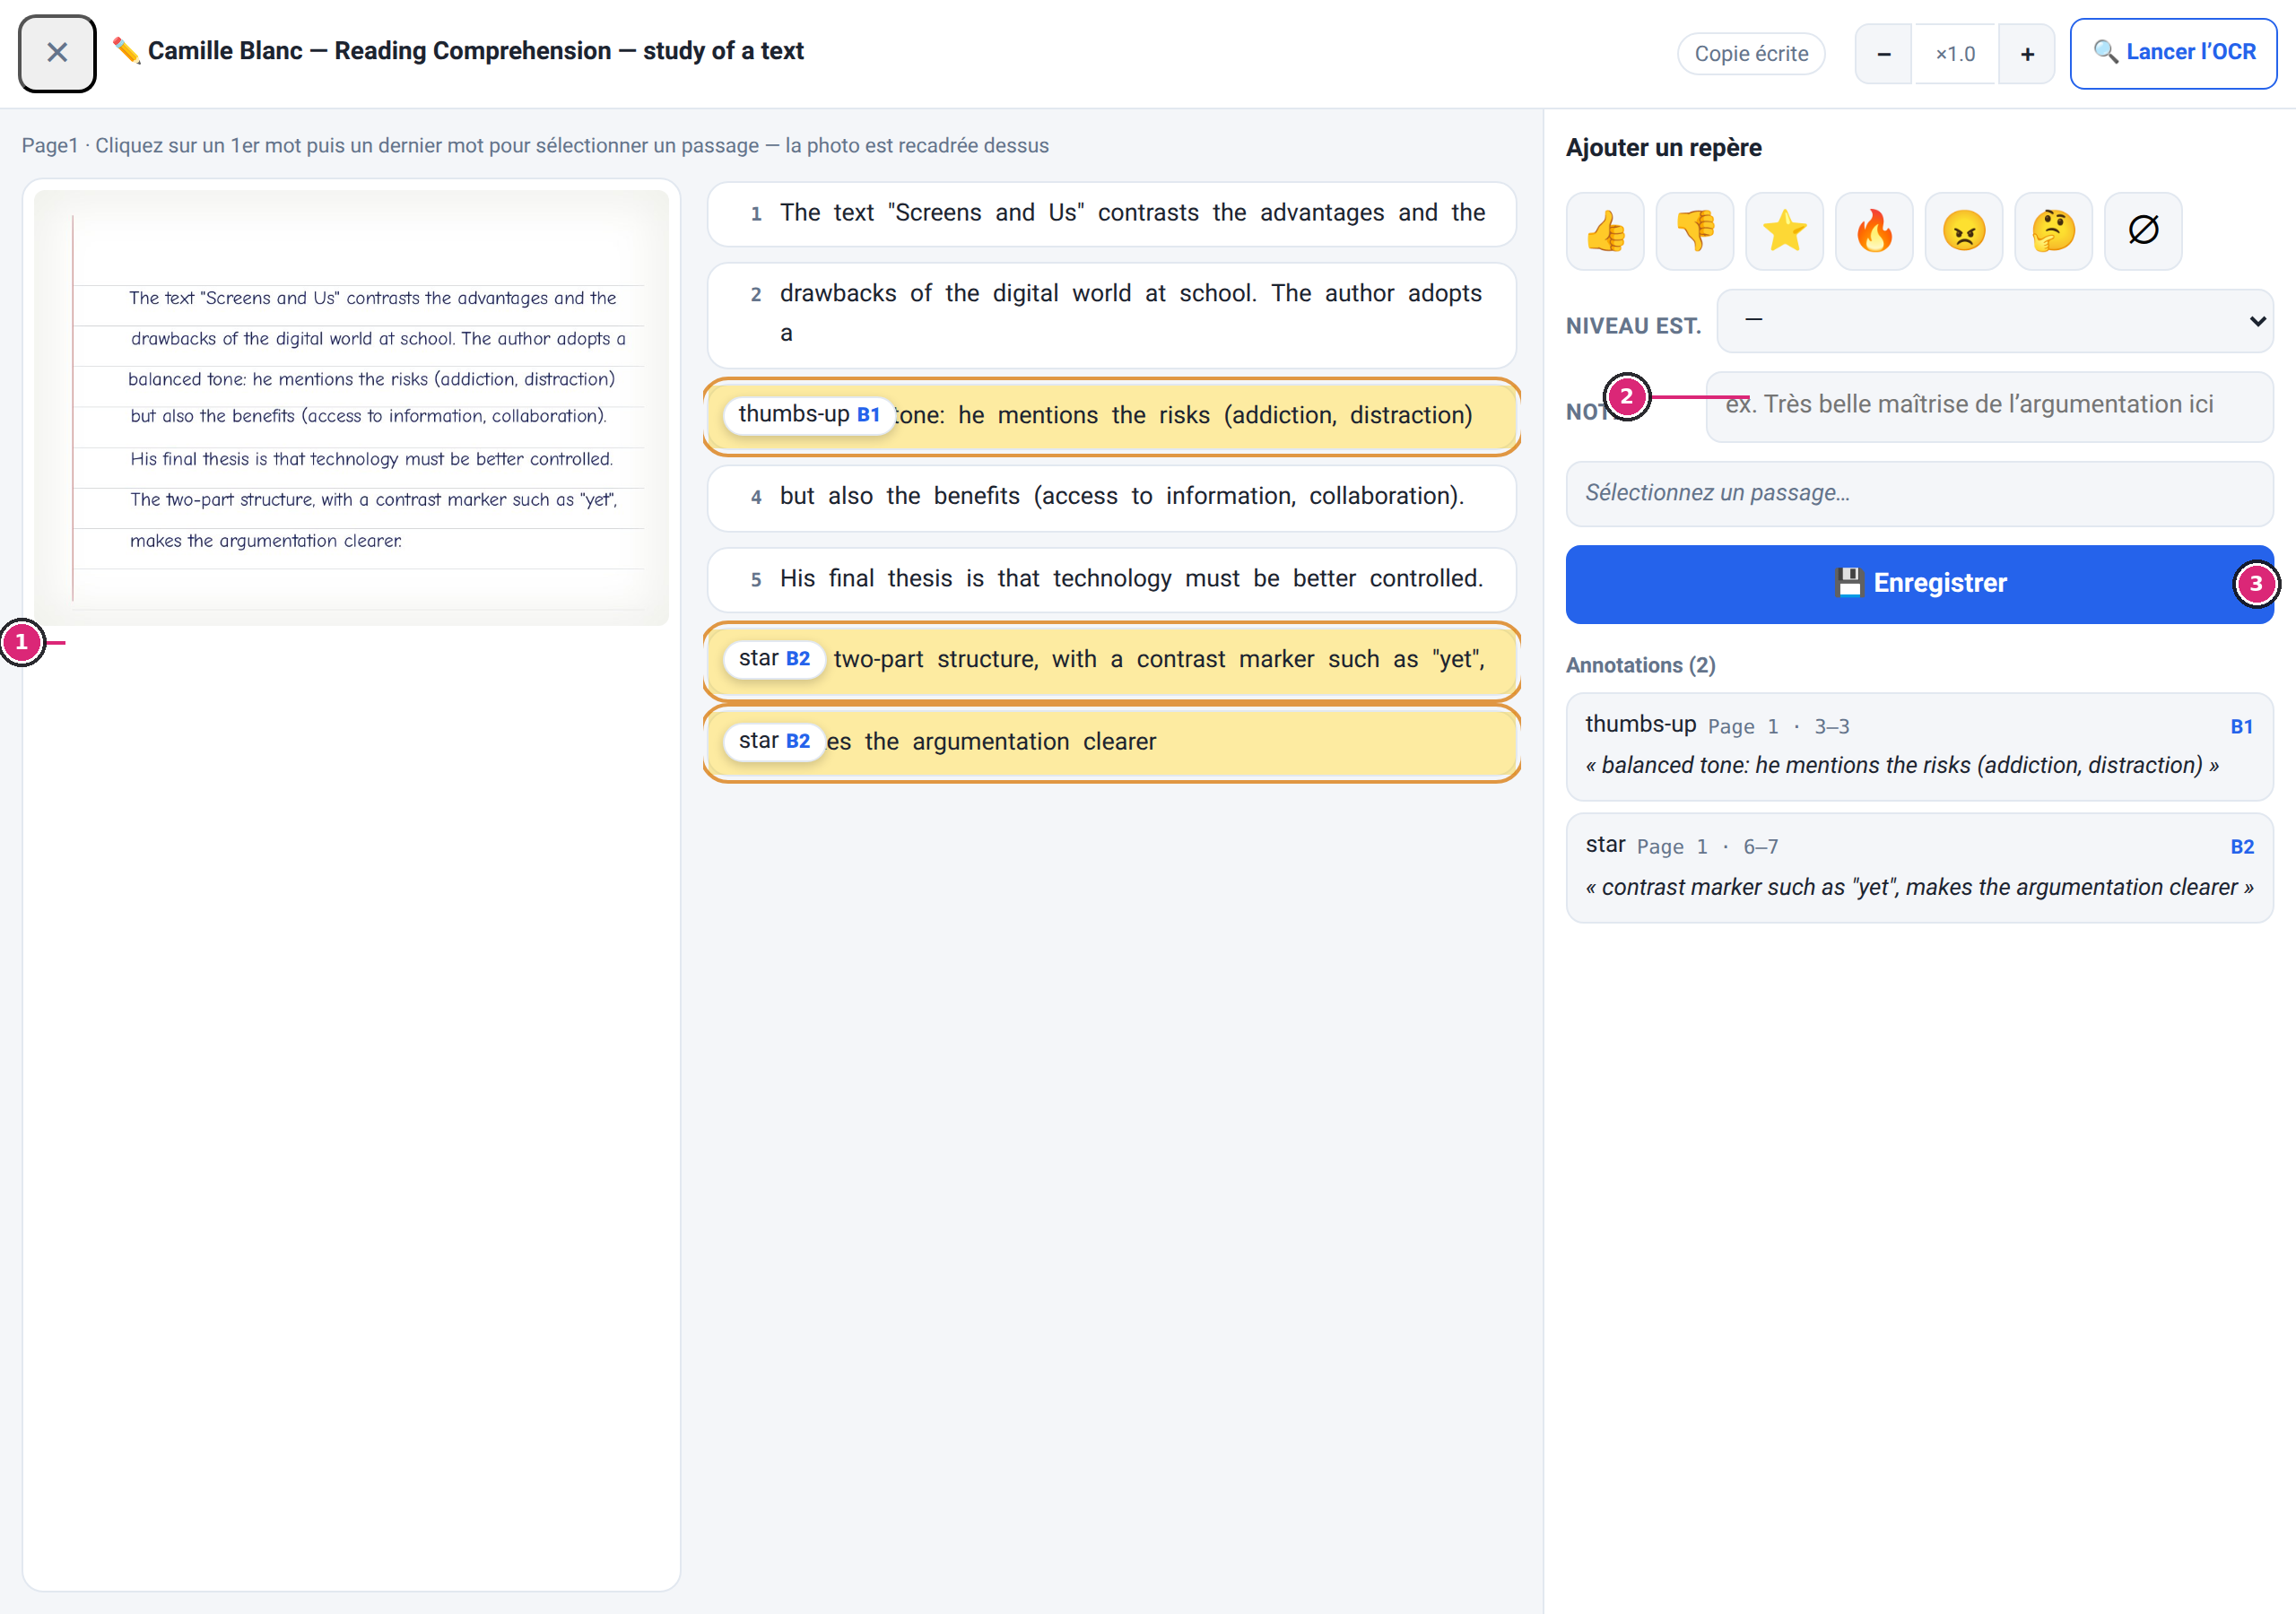 ✏️ Camille Blanc — Reading Comprehension — study of a text
Copie écrite
− ×1.0 +
🔍 Lancer l’OCR
Page1 · Cliquez sur un 1er mot puis un dernier mot pour sélectionner un passage — la photo est recadrée dessus
The text "Screens and Us" contrasts the advantages and the
drawbacks of the digital world at school. The author adopts a
balanced tone: he mentions the risks (addiction, distraction)
but also the benefits (access to information, collaboration).
His final thesis is that technology must be better controlled.
The two-part structure, with a contrast marker such as "yet",
makes the argumentation clearer.
1
1 The text "Screens and Us" contrasts the advantages and the
2 drawbacks of the digital world at school. The author adopts
a
thumbs-up B1 tone: he mentions the risks (addiction, distraction)
4 but also the benefits (access to information, collaboration).
5 His final thesis is that technology must be better controlled.
star B2 two-part structure, with a contrast marker such as "yet",
star B2 es the argumentation clearer
Ajouter un repère
NIVEAU EST. —
2
ex. Très belle maîtrise de l’argumentation ici
Sélectionnez un passage…
💾 Enregistrer
3
Annotations (2)
thumbs-up Page 1 · 3–3 B1
« balanced tone: he mentions the risks (addiction, distraction) »
star Page 1 · 6–7 B2
« contrast marker such as "yet", makes the argumentation clearer »